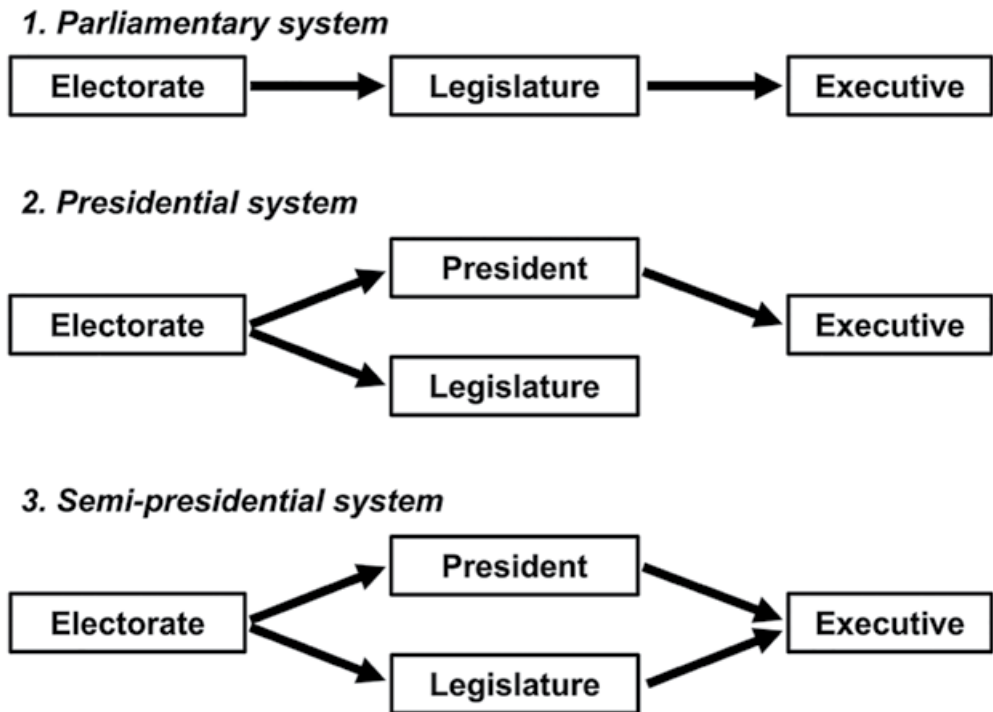 1. Parliamentary system
Electorate Legislature Executive
2. Presidential system
President
Electorate Executive
Legislature
3. Semi-presidential system
President
Electorate Executive
Legislature